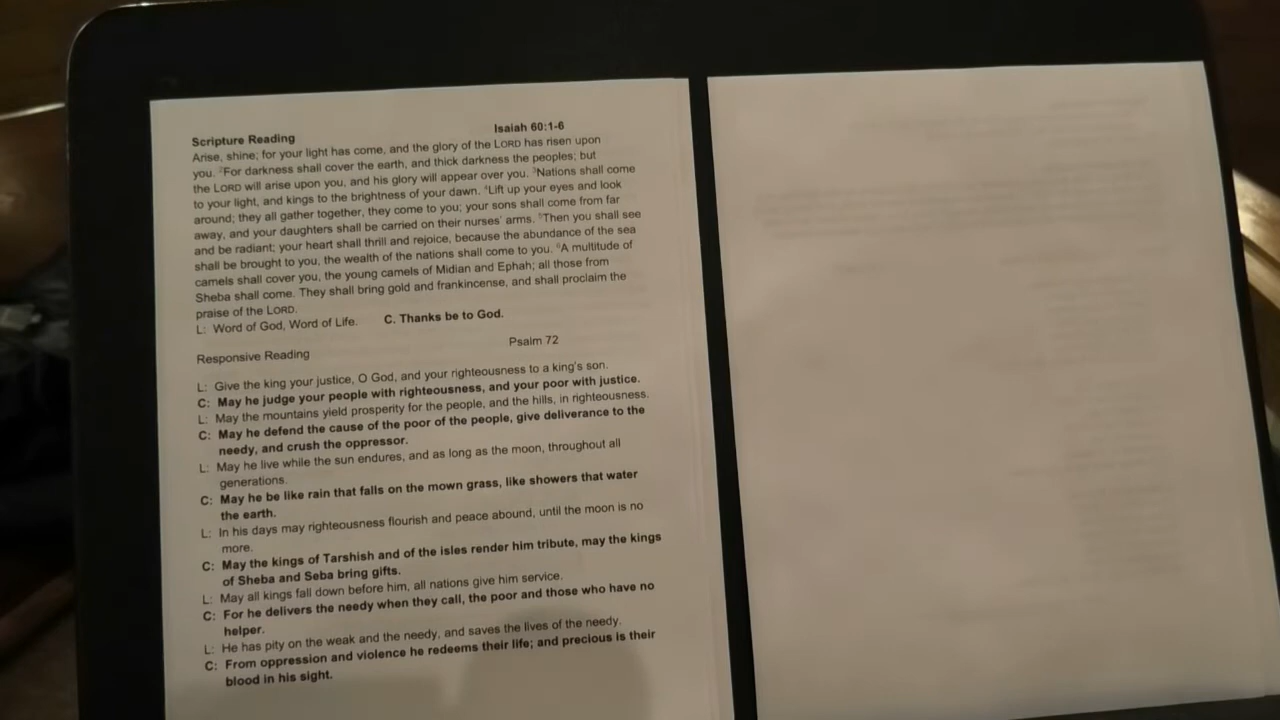 Scripture Reading Isaiah 60:1-6
Arise, shine; for your light has come, and the glory of the LORD has risen upon
you. ²For darkness shall cover the earth, and thick darkness the peoples; but
the LORD will arise upon you, and his glory will appear over you. ³Nations shall come
to your light, and kings to the brightness of your dawn. ⁴Lift up your eyes and look
around; they all gather together, they come to you; your sons shall come from far
away, and your daughters shall be carried on their nurses' arms. ⁵Then you shall see
and be radiant; your heart shall thrill and rejoice, because the abundance of the sea
shall be brought to you, the wealth of the nations shall come to you. ⁶A multitude of
camels shall cover you, the young camels of Midian and Ephah; all those from
Sheba shall come. They shall bring gold and frankincense, and shall proclaim the
praise of the LORD.
L: Word of God, Word of Life. C. Thanks be to God.
Responsive Reading Psalm 72
L: Give the king your justice, O God, and your righteousness to a king's son.
C: May he judge your people with righteousness, and your poor with justice.
L: May the mountains yield prosperity for the people, and the hills, in righteousness.
C: May he defend the cause of the poor of the people, give deliverance to the
needy, and crush the oppressor.
L: May he live while the sun endures, and as long as the moon, throughout all
generations.
C: May he be like rain that falls on the mown grass, like showers that water
the earth.
L: In his days may righteousness flourish and peace abound, until the moon is no
more.
C: May the kings of Tarshish and of the isles render him tribute, may the kings
of Sheba and Seba bring gifts.
L: May all kings fall down before him, all nations give him service.
C: For he delivers the needy when they call, the poor and those who have no
helper.
L: He has pity on the weak and the needy, and saves the lives of the needy.
C: From oppression and violence he redeems their life; and precious is their
blood in his sight.